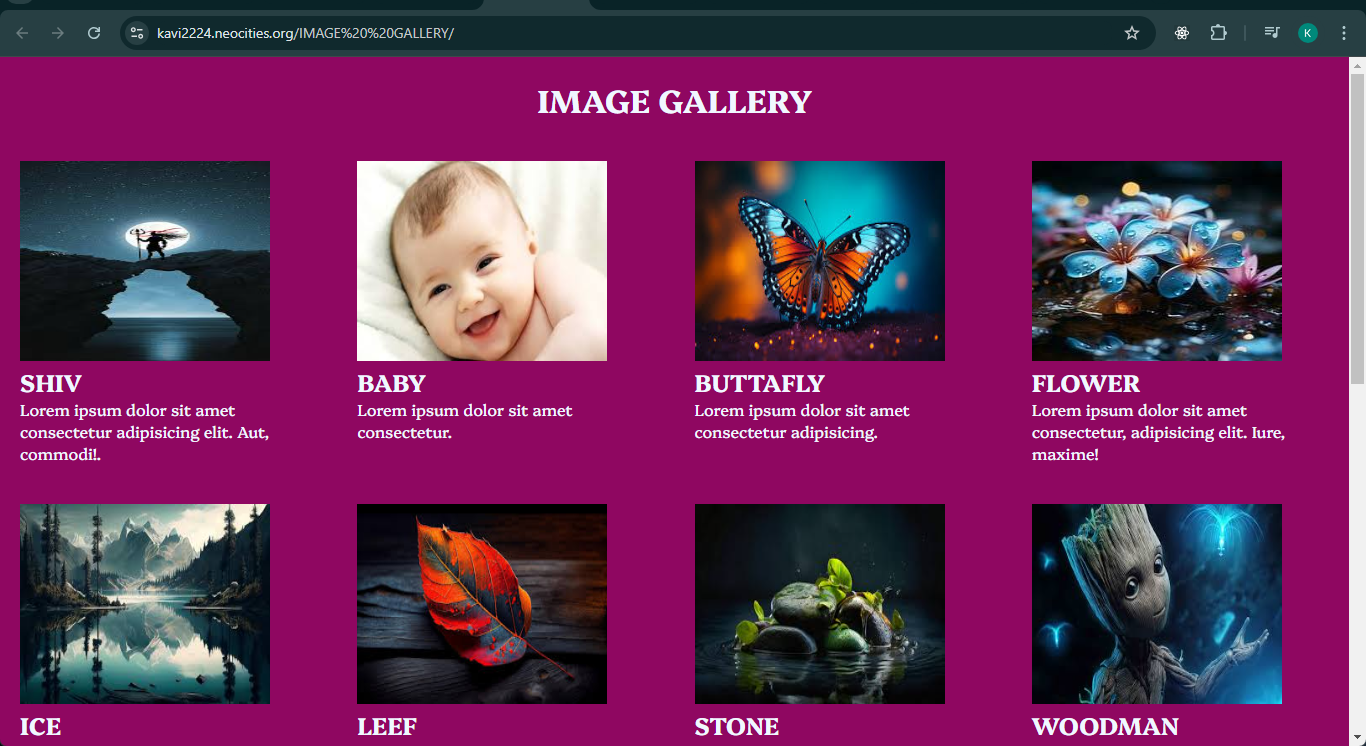 kavi2224.neocities.org/IMAGE%20%20GALLERY/
K
IMAGE GALLERY
SHIV
Lorem ipsum dolor sit amet
consectetur adipisicing elit. Aut,
commodi!.
BABY
Lorem ipsum dolor sit amet
consectetur.
BUTTAFLY
Lorem ipsum dolor sit amet
consectetur adipisicing.
FLOWER
Lorem ipsum dolor sit amet
consectetur, adipisicing elit. Iure,
maxime!
ICE
LEEF
STONE
WOODMAN